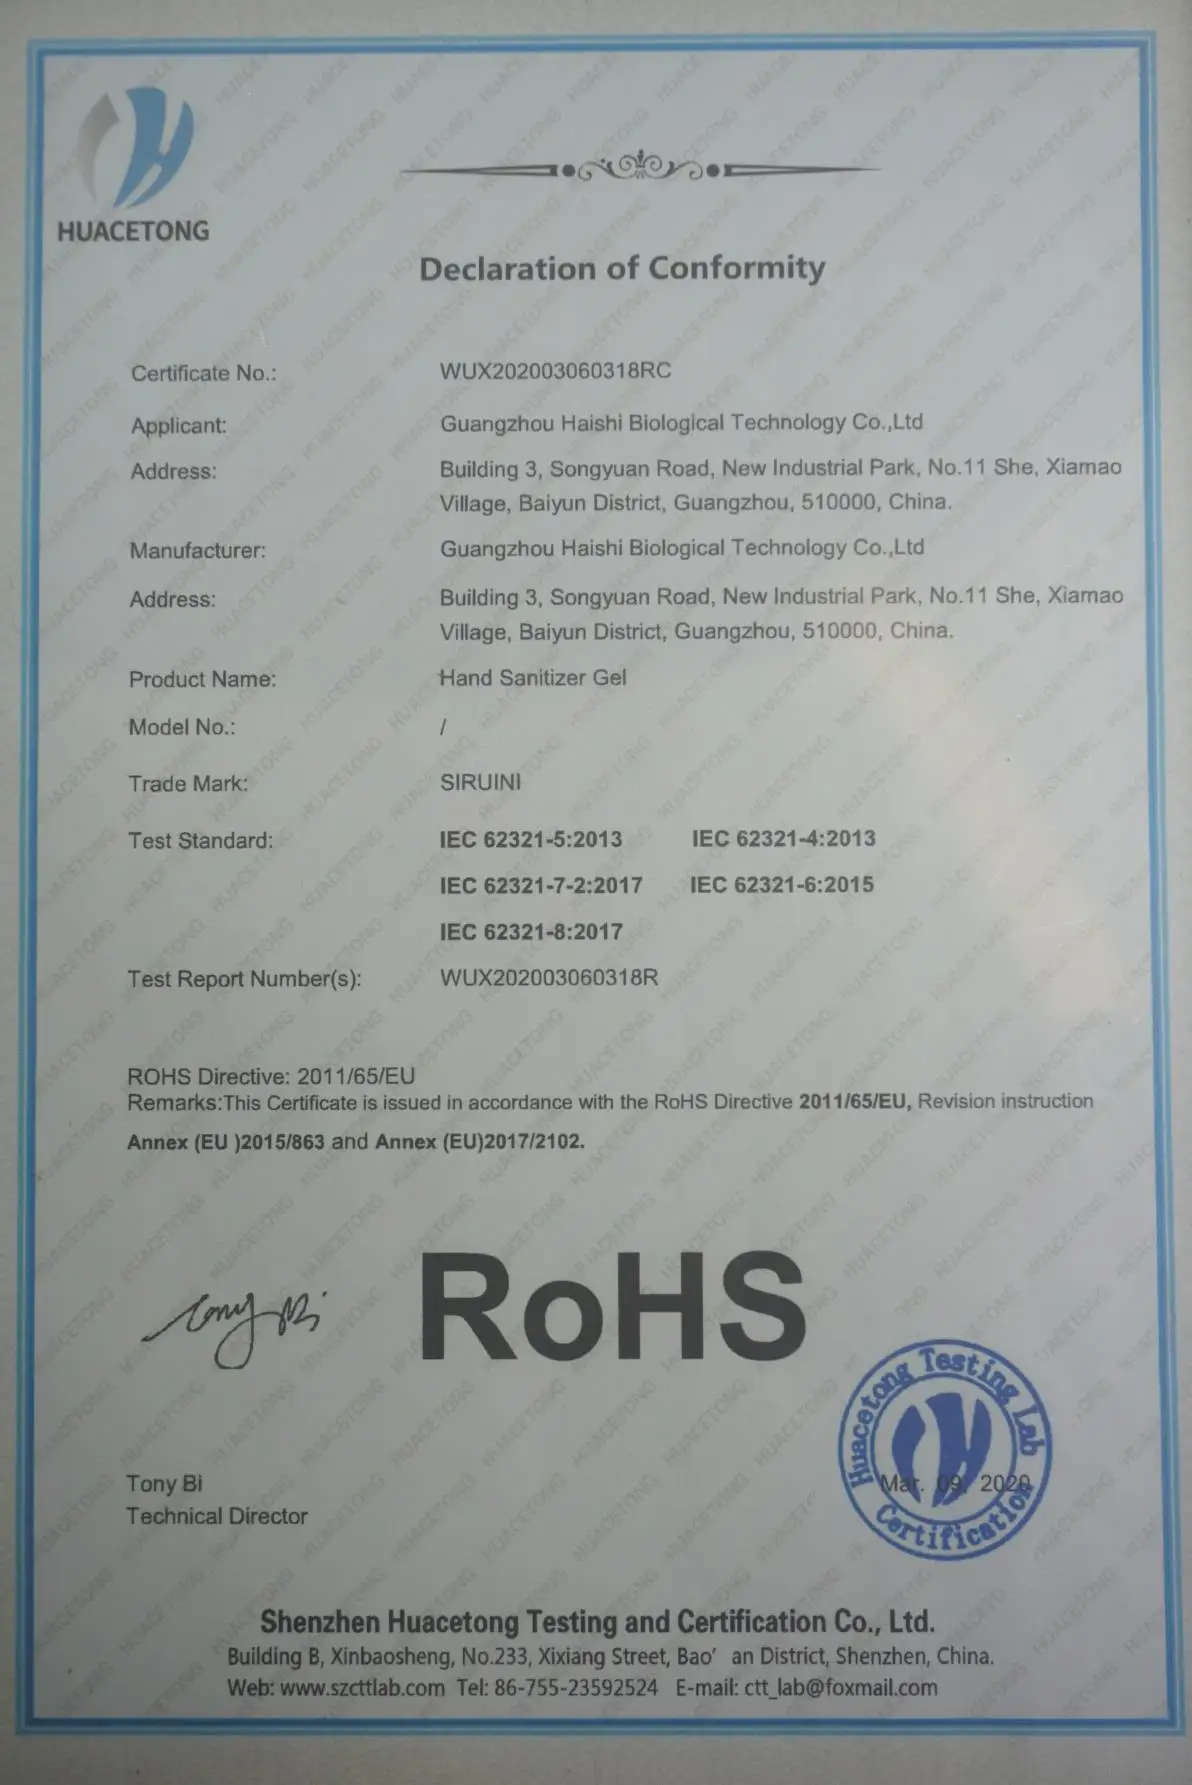 HUACETONG
Declaration of Conformity
Certificate No.: WUX202003060318RC
Applicant: Guangzhou Haishi Biological Technology Co.,Ltd
Address: Building 3, Songyuan Road, New Industrial Park, No.11 She, Xiamao
Village, Baiyun District, Guangzhou, 510000, China.
Manufacturer: Guangzhou Haishi Biological Technology Co.,Ltd
Address: Building 3, Songyuan Road, New Industrial Park, No.11 She, Xiamao
Village, Baiyun District, Guangzhou, 510000, China.
Product Name: Hand Sanitizer Gel
Model No.: /
Trade Mark: SIRUINI
Test Standard: IEC 62321-5:2013 IEC 62321-4:2013
IEC 62321-7-2:2017 IEC 62321-6:2015
IEC 62321-8:2017
Test Report Number(s): WUX202003060318R
ROHS Directive: 2011/65/EU
Remarks:This Certificate is issued in accordance with the RoHS Directive 2011/65/EU, Revision instruction
Annex (EU )2015/863 and Annex (EU)2017/2102.
Tony Bi
RoHS
Huacetong Testing Lab
Certification
Mar. 09, 2020
Tony Bi
Technical Director
Shenzhen Huacetong Testing and Certification Co., Ltd.
Building B, Xinbaosheng, No.233, Xixiang Street, Bao' an District, Shenzhen, China.
Web: www.szcttlab.com Tel: 86-755-23592524 E-mail: ctt_lab@foxmail.com